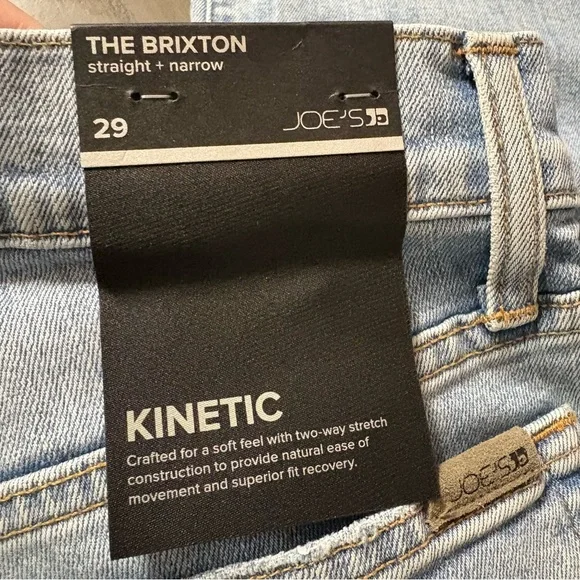 THE BRIXTON
straight + narrow
29
JOE'S
KINETIC
Crafted for a soft feel with two-way stretch
construction to provide natural ease of
movement and superior fit recovery.
JOE'S